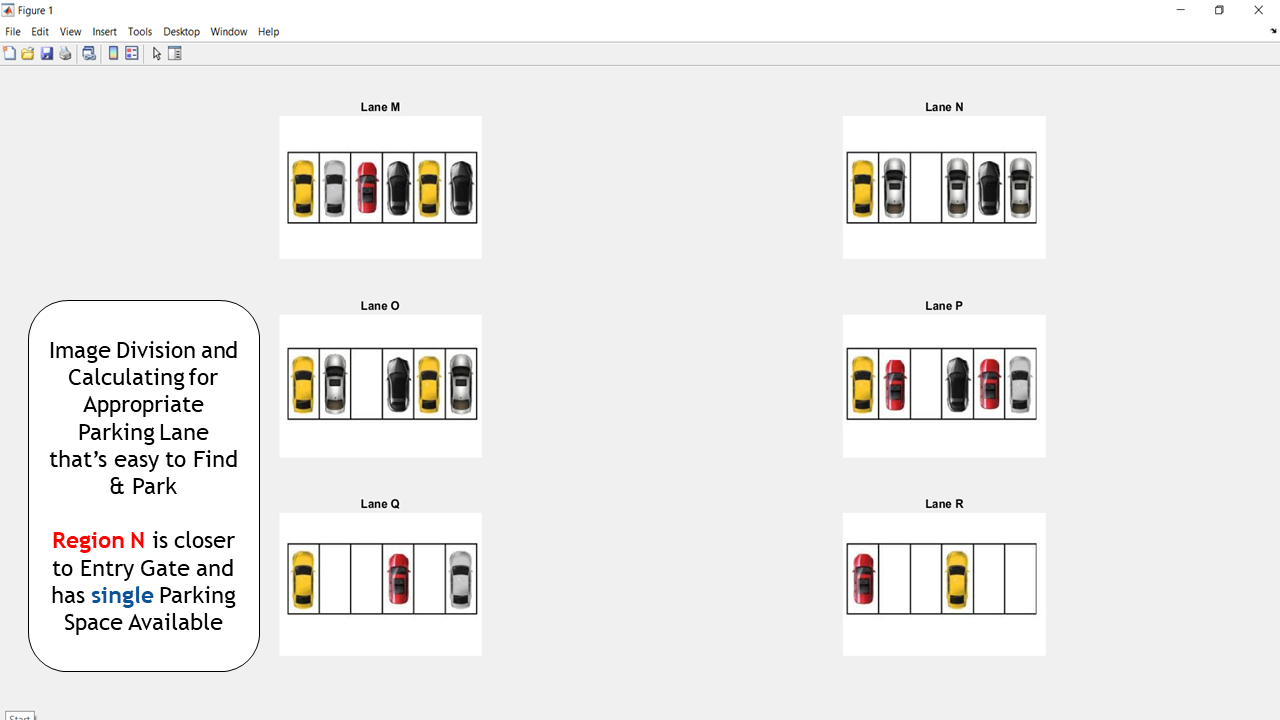 Figure 1
File Edit View Insert Tools Desktop Window Help
Lane M
Lane N
Lane O
Lane P
Lane Q
Lane R
Image Division and
Calculating for
Appropriate
Parking Lane
that's easy to Find
& Park
Region N is closer
to Entry Gate and
has single Parking
Space Available
Start